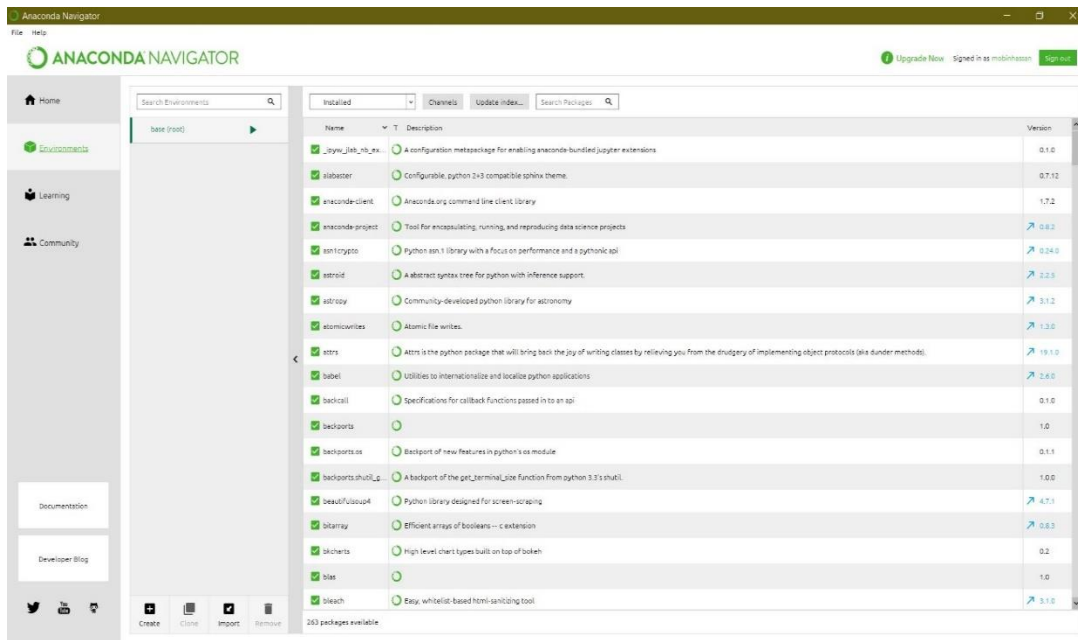 Anaconda Navigator
File Help
ANACONDA NAVIGATOR
Upgrade Now Signed in as mobinhassan Sign out
Home
Environments
Learning
Community
Documentation
Developer Blog
You Tube
Search Environments
base (root)
Create Clone Import Remove
Installed Channels Update index... Search Packages
Name T Description Version
_ipyw_jlab_nb_ex... A configuration metapackage for enabling anaconda-bundled jupyter extensions 0.1.0
alabaster Configurable, python 2+3 compatible sphinx theme. 0.7.12
anaconda-client Anaconda.org command line client library 1.7.2
anaconda-project Tool for encapsulating, running, and reproducing data science projects 0.8.2
asn1crypto Python asn.1 library with a focus on performance and a pythonic api 0.24.0
astroid A abstract syntax tree for python with inference support. 2.2.5
astropy Community-developed python library for astronomy 3.1.2
atomicwrites Atomic file writes. 1.3.0
attrs Attrs is the python package that will bring back the joy of writing classes by relieving you from the drudgery of implementing object protocols (aka dunder methods). 19.1.0
babel Utilities to internationalize and localize python applications 2.6.0
backcall Specifications for callback functions passed in to an api 0.1.0
backports 1.0
backports.os Backport of new features in python's os module 0.1.1
backports.shutil_g... A backport of the get_terminal_size function from python 3.3's shutil. 1.0.0
beautifulsoup4 Python library designed for screen-scraping 4.7.1
bitarray Efficient arrays of booleans -- c extension 0.8.3
bkcharts High level chart types built on top of bokeh 0.2
blas 1.0
bleach Easy, whitelist-based html-sanitizing tool 3.1.0
263 packages available